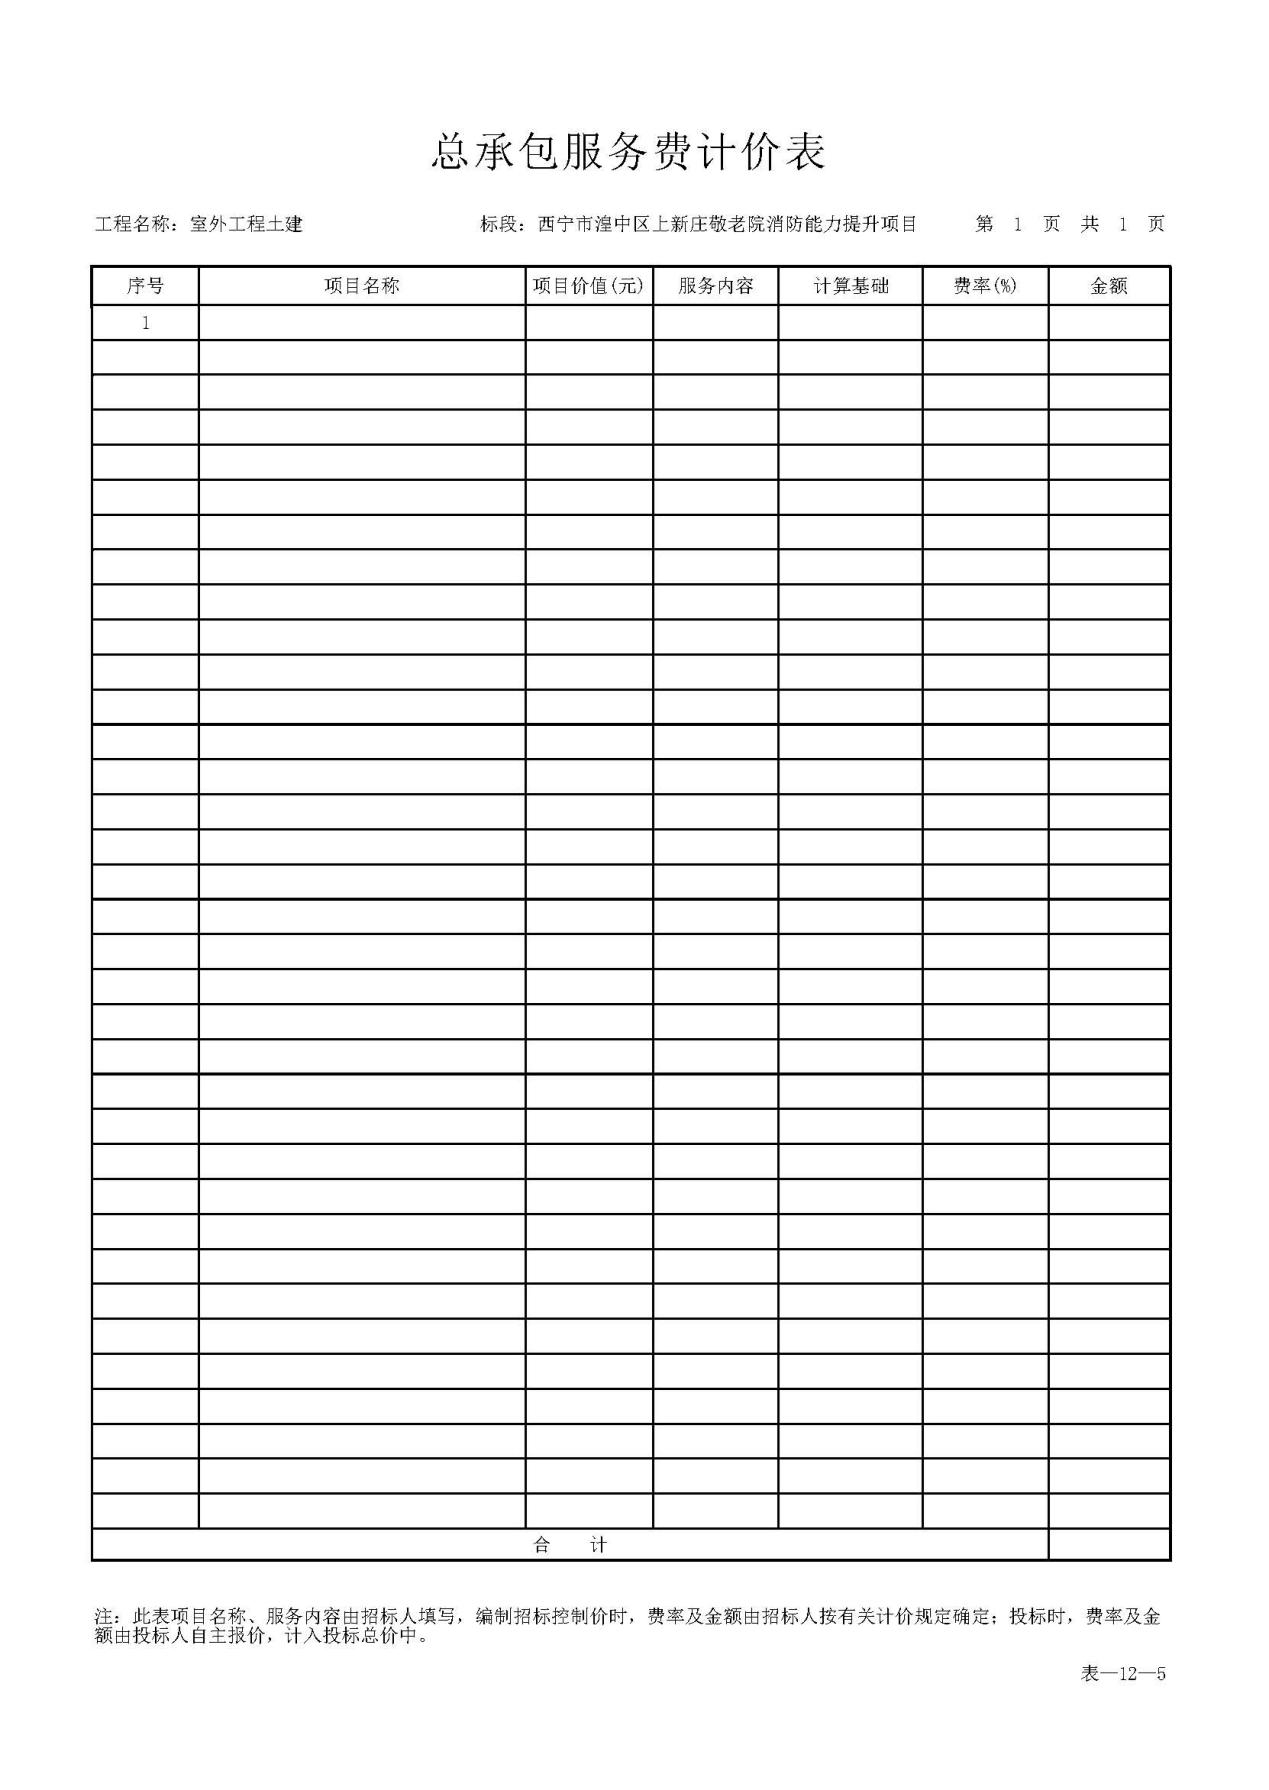 总承包服务费计价表
工程名称：室外工程土建 标段：西宁市湟中区上新庄敬老院消防能力提升项目 第 1 页 共 1 页
序号 项目名称 项目价值(元) 服务内容 计算基础 费率(%) 金额
1
合 计
注：此表项目名称、服务内容由招标人填写，编制招标控制价时，费率及金额由招标人按有关计价规定确定；投标时，费率及金
额由投标人自主报价，计入投标总价中。
表—12—5